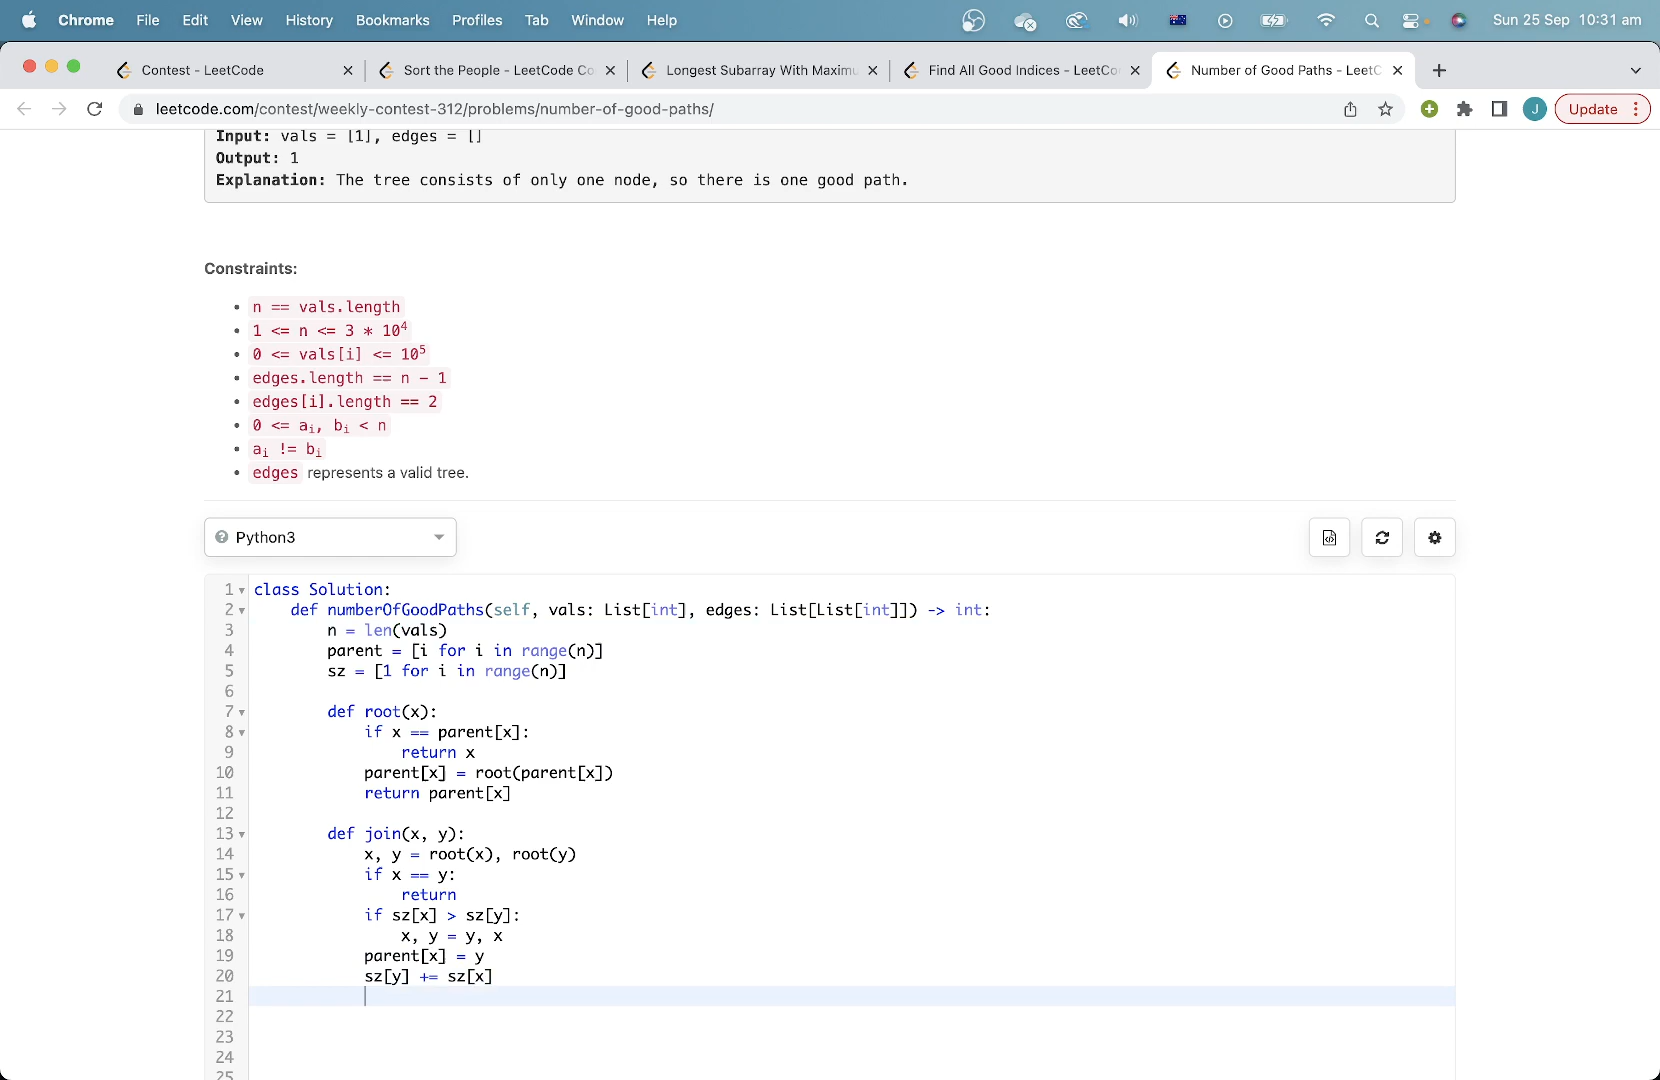 Chrome File Edit View History Bookmarks Profiles Tab Window Help Sun 25 Sep 10:31 am
Contest - LeetCode Sort the People - LeetCode Co Longest Subarray With Maximu Find All Good Indices - LeetCo Number of Good Paths - LeetC
leetcode.com/contest/weekly-contest-312/problems/number-of-good-paths/ J Update
Input: vals = [1], edges = []
Output: 1
Explanation: The tree consists of only one node, so there is one good path.
Constraints:
• n == vals.length
• 1 <= n <= 3 * 10⁴
• 0 <= vals[i] <= 10⁵
• edges.length == n - 1
• edges[i].length == 2
• 0 <= aᵢ, bᵢ < n
• aᵢ != bᵢ
• edges represents a valid tree.
Python3
1 class Solution:
2     def numberOfGoodPaths(self, vals: List[int], edges: List[List[int]]) -> int:
3         n = len(vals)
4         parent = [i for i in range(n)]
5         sz = [1 for i in range(n)]
6
7         def root(x):
8             if x == parent[x]:
9                 return x
10             parent[x] = root(parent[x])
11             return parent[x]
12
13         def join(x, y):
14             x, y = root(x), root(y)
15             if x == y:
16                 return
17             if sz[x] > sz[y]:
18                 x, y = y, x
19             parent[x] = y
20             sz[y] += sz[x]
21
22
23
24
25